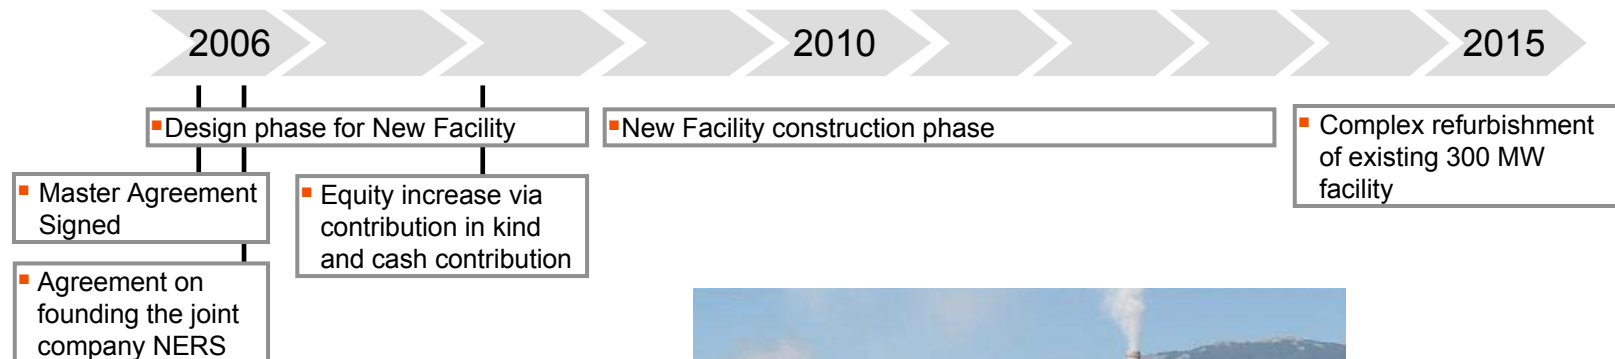 2006
2010
2015
Design phase for New Facility
New Facility construction phase
Complex refurbishment
of existing 300 MW
facility
Master Agreement
Signed
Equity increase via
contribution in kind
and cash contribution
Agreement on
founding the joint
company NERS